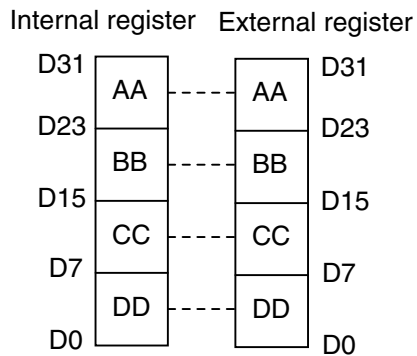 Internal register External register
D31 D31
AA AA
D23 D23
BB BB
D15 D15
CC CC
D7 D7
DD DD
D0 D0